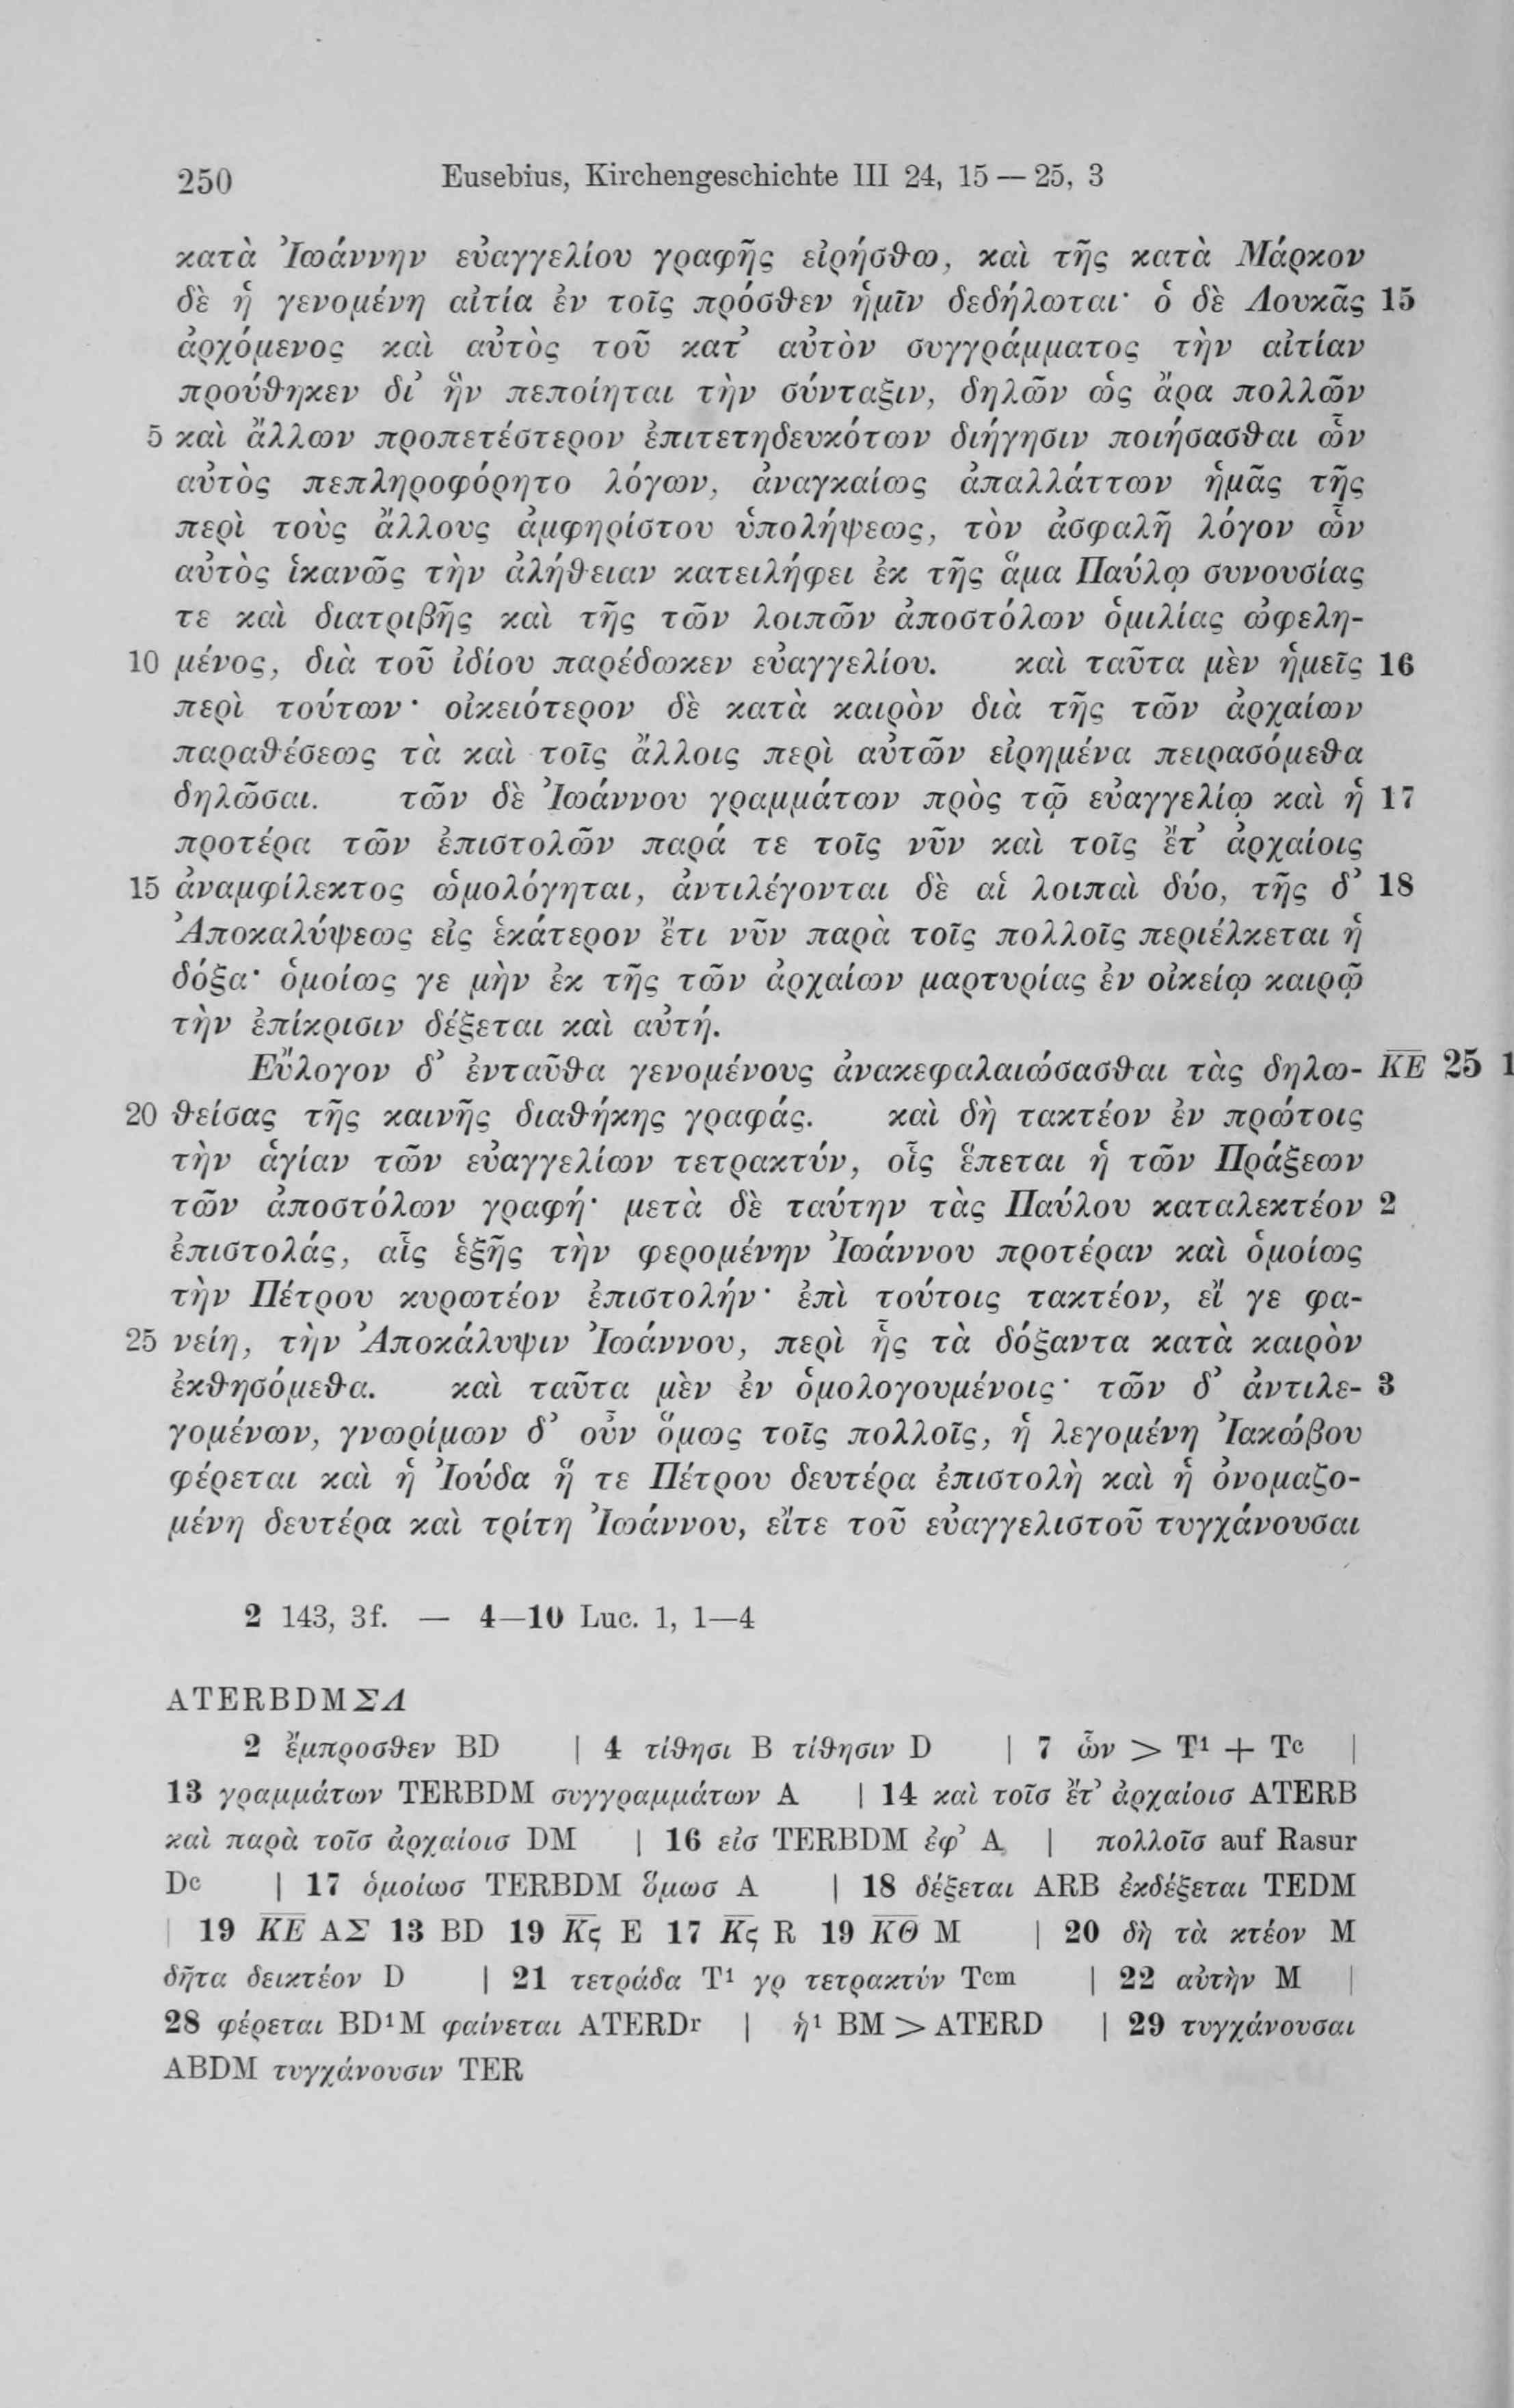 250 Eusebius, Kirchengeschichte III 24, 15 — 25, 3
κατὰ Ἰωάννην εὐαγγελίου γραφῆς εἰρήσθω, καὶ τῆς κατὰ Μάρκον
δὲ ἡ γενομένη αἰτία ἐν τοῖς πρόσθεν ἡμῖν δεδήλωται· ὁ δὲ Λουκᾶς 15
ἀρχόμενος καὶ αὐτὸς τοῦ κατ’ αὐτὸν συγγράμματος τὴν αἰτίαν
προύθηκεν δι’ ἣν πεποίηται τὴν σύνταξιν, δηλῶν ὡς ἄρα πολλῶν
5 καὶ ἄλλων προπετέστερον ἐπιτετηδευκότων διήγησιν ποιήσασθαι ὧν
αὐτὸς πεπληροφόρητο λόγων, ἀναγκαίως ἀπαλλάττων ἡμᾶς τῆς
περὶ τοὺς ἄλλους ἀμφηρίστου ὑπολήψεως, τὸν ἀσφαλῆ λόγον ὧν
αὐτὸς ἱκανῶς τὴν ἀλήθειαν κατειλήφει ἐκ τῆς ἅμα Παύλῳ συνουσίας
τε καὶ διατριβῆς καὶ τῆς τῶν λοιπῶν ἀποστόλων ὁμιλίας ὠφελη-
10 μένος, διὰ τοῦ ἰδίου παρέδωκεν εὐαγγελίου. καὶ ταῦτα μὲν ἡμεῖς 16
περὶ τούτων· οἰκειότερον δὲ κατὰ καιρὸν διὰ τῆς τῶν ἀρχαίων
παραθέσεως τὰ καὶ τοῖς ἄλλοις περὶ αὐτῶν εἰρημένα πειρασόμεθα
δηλῶσαι. τῶν δὲ Ἰωάννου γραμμάτων πρὸς τῷ εὐαγγελίῳ καὶ ἡ 17
προτέρα τῶν ἐπιστολῶν παρά τε τοῖς νῦν καὶ τοῖς ἔτ’ ἀρχαίοις
15 ἀναμφίλεκτος ὡμολόγηται, ἀντιλέγονται δὲ αἱ λοιπαὶ δύο, τῆς δ’ 18
Ἀποκαλύψεως εἰς ἑκάτερον ἔτι νῦν παρὰ τοῖς πολλοῖς περιέλκεται ἡ
δόξα· ὁμοίως γε μὴν ἐκ τῆς τῶν ἀρχαίων μαρτυρίας ἐν οἰκείῳ καιρῷ
τὴν ἐπίκρισιν δέξεται καὶ αὐτή.
Εὔλογον δ’ ἐνταῦθα γενομένους ἀνακεφαλαιώσασθαι τὰς δηλω- K̅E̅ 25 1
20 θείσας τῆς καινῆς διαθήκης γραφάς. καὶ δὴ τακτέον ἐν πρώτοις
τὴν ἁγίαν τῶν εὐαγγελίων τετρακτύν, οἷς ἕπεται ἡ τῶν Πράξεων
τῶν ἀποστόλων γραφή· μετὰ δὲ ταύτην τὰς Παύλου καταλεκτέον 2
ἐπιστολάς, αἷς ἑξῆς τὴν φερομένην Ἰωάννου προτέραν καὶ ὁμοίως
τὴν Πέτρου κυρωτέον ἐπιστολήν· ἐπὶ τούτοις τακτέον, εἴ γε φα-
25 νείη, τὴν Ἀποκάλυψιν Ἰωάννου, περὶ ἧς τὰ δόξαντα κατὰ καιρὸν
ἐκθησόμεθα. καὶ ταῦτα μὲν ἐν ὁμολογουμένοις· τῶν δ’ ἀντιλε- 3
γομένων, γνωρίμων δ’ οὖν ὅμως τοῖς πολλοῖς, ἡ λεγομένη Ἰακώβου
φέρεται καὶ ἡ Ἰούδα ἥ τε Πέτρου δευτέρα ἐπιστολὴ καὶ ἡ ὀνομαζο-
μένη δευτέρα καὶ τρίτη Ἰωάννου, εἴτε τοῦ εὐαγγελιστοῦ τυγχάνουσαι
2 143, 3f. — 4—10 Luc. 1, 1—4
ATERBDMΣΛ
2 ἔμπροσθεν BD | 4 τίθησι B τίθησιν D | 7 ὧν > T¹ + Tᶜ |
13 γραμμάτων TERBDM συγγραμμάτων A | 14 καὶ τοῖσ ἔτ’ ἀρχαίοισ ATERB
καὶ παρὰ τοῖσ ἀρχαίοισ DM | 16 εἰσ TERBDM ἐφ’ A | πολλοῖσ auf Rasur
Dᶜ | 17 ὁμοίωσ TERBDM ὅμωσ A | 18 δέξεται ARB ἐκδέξεται TEDM
| 19 K̅E̅ AΣ 13 BD 19 K̅ς̅ E 17 K̅ς̅ R 19 K̅Θ̅ M | 20 δὴ τὰ κτέον M
δῆτα δεικτέον D | 21 τετράδα T¹ γρ τετρακτύν Tᶜᵐ | 22 αὐτὴν M |
28 φέρεται BD¹M φαίνεται ATERDʳ | ἡ¹ BM > ATERD | 29 τυγχάνουσαι
ABDM τυγχάνουσιν TER